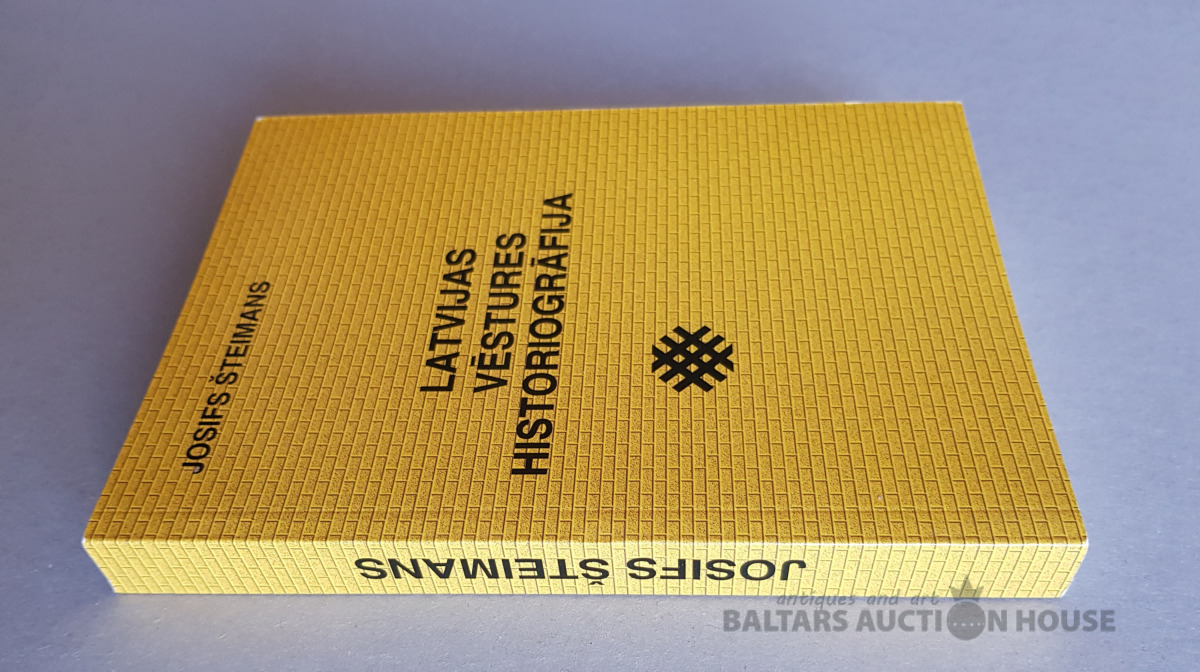 JOSIFS ŠTEIMANS
LATVIJAS
VĒSTURES
HISTORIOGRĀFIJA
JOSIFS ŠTEIMANS
antiques and art
BALTARS AUCTION HOUSE